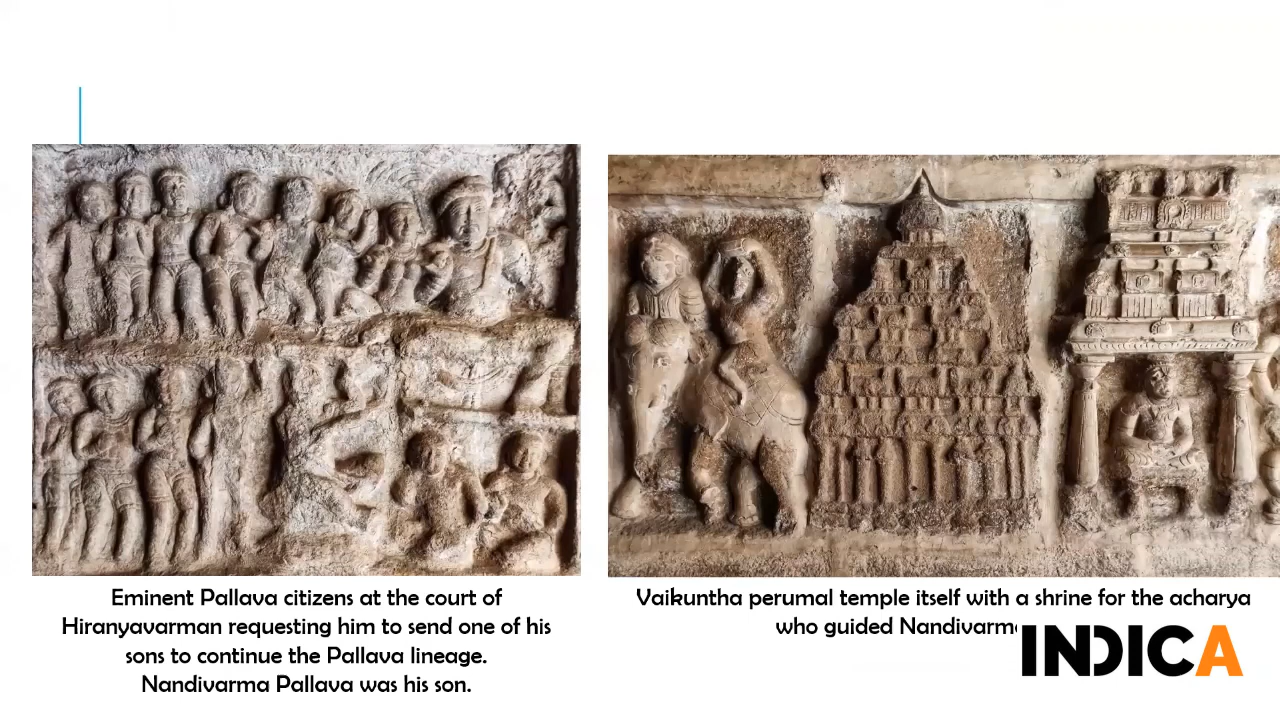 Eminent Pallava citizens at the court of
Hiranyavarman requesting him to send one of his
sons to continue the Pallava lineage.
Nandivarma Pallava was his son.
Vaikuntha perumal temple itself with a shrine for the acharya
who guided
INDICA